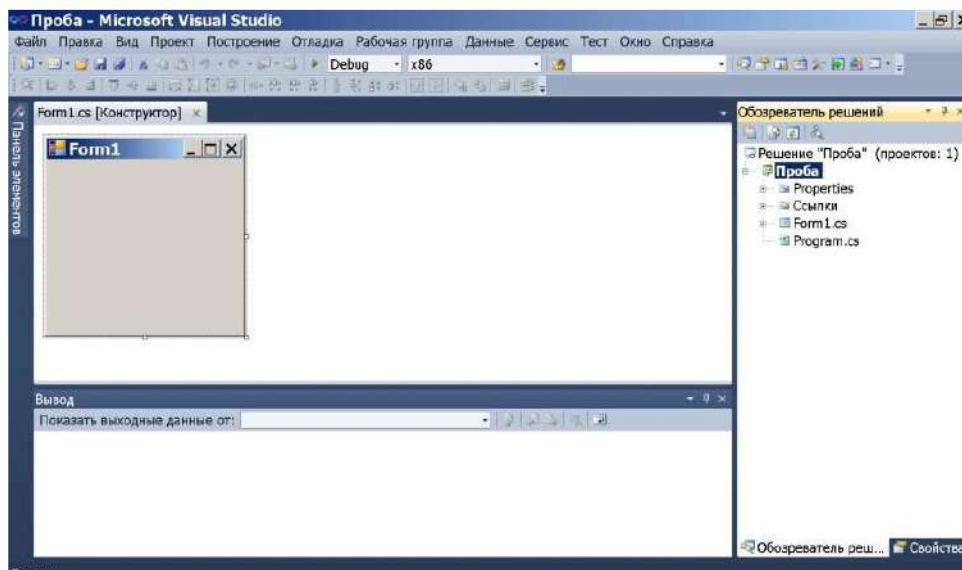 Проба - Microsoft Visual Studio
Файл Правка Вид Проект Построение Отладка Рабочая группа Данные Сервис Тест Окно Справка
Debug x86
Панель элементов
Form1.cs [Конструктор]
Form1
Обозреватель решений
Решение "Проба" (проектов: 1)
Проба
Properties
Ссылки
Form1.cs
Program.cs
Вывод
Показать выходные данные от:
Обозреватель реш... Свойства